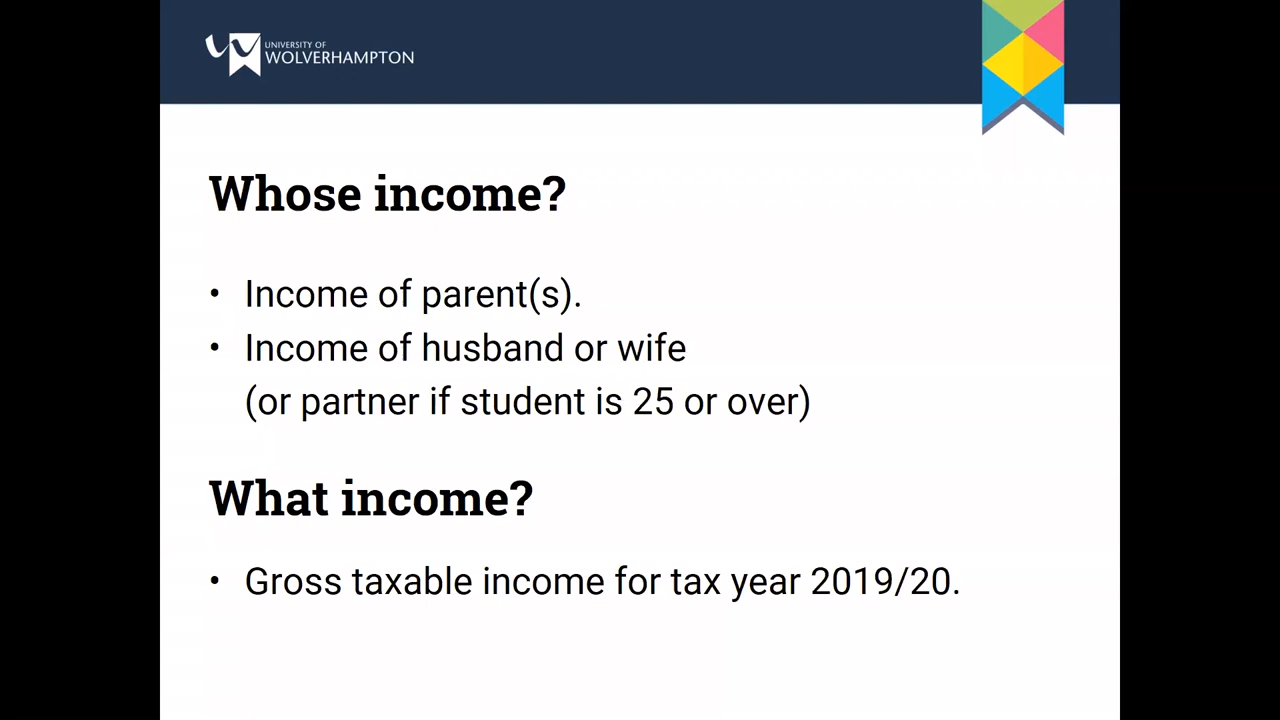 UNIVERSITY OF
WOLVERHAMPTON
Whose income?
• Income of parent(s).
• Income of husband or wife
(or partner if student is 25 or over)
What income?
• Gross taxable income for tax year 2019/20.